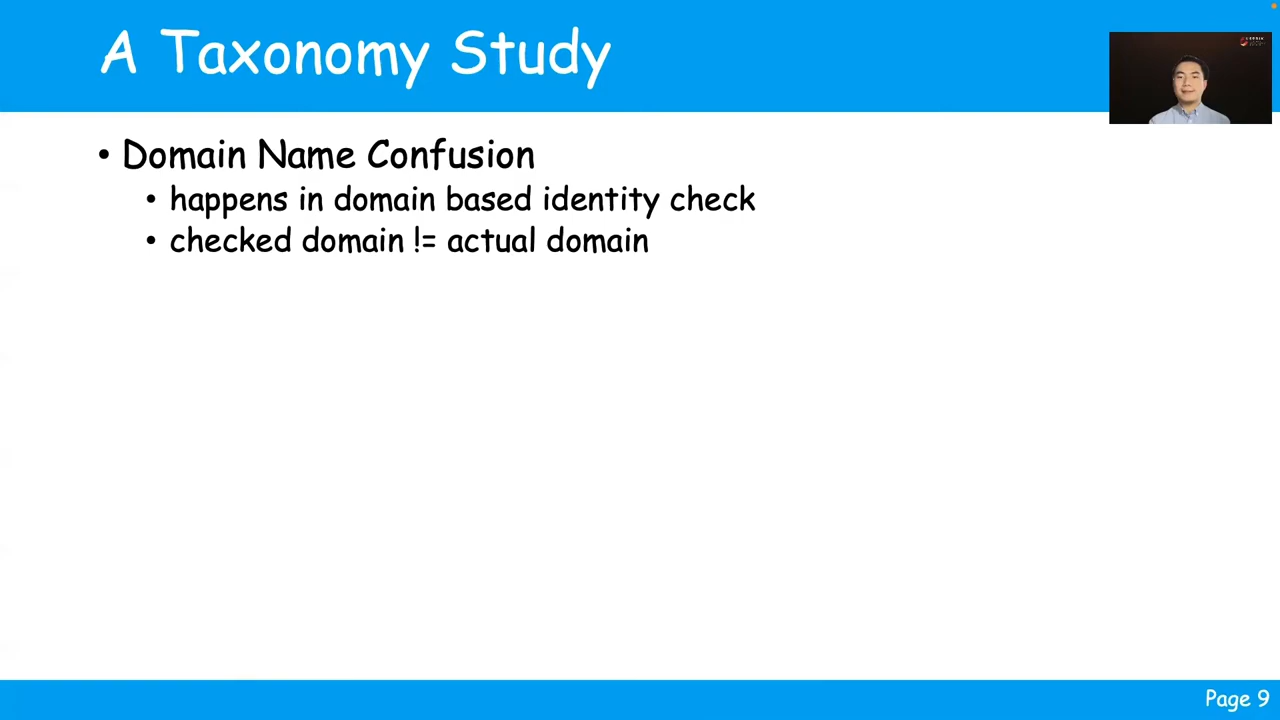 A Taxonomy Study
• Domain Name Confusion
• happens in domain based identity check
• checked domain != actual domain
Page 9